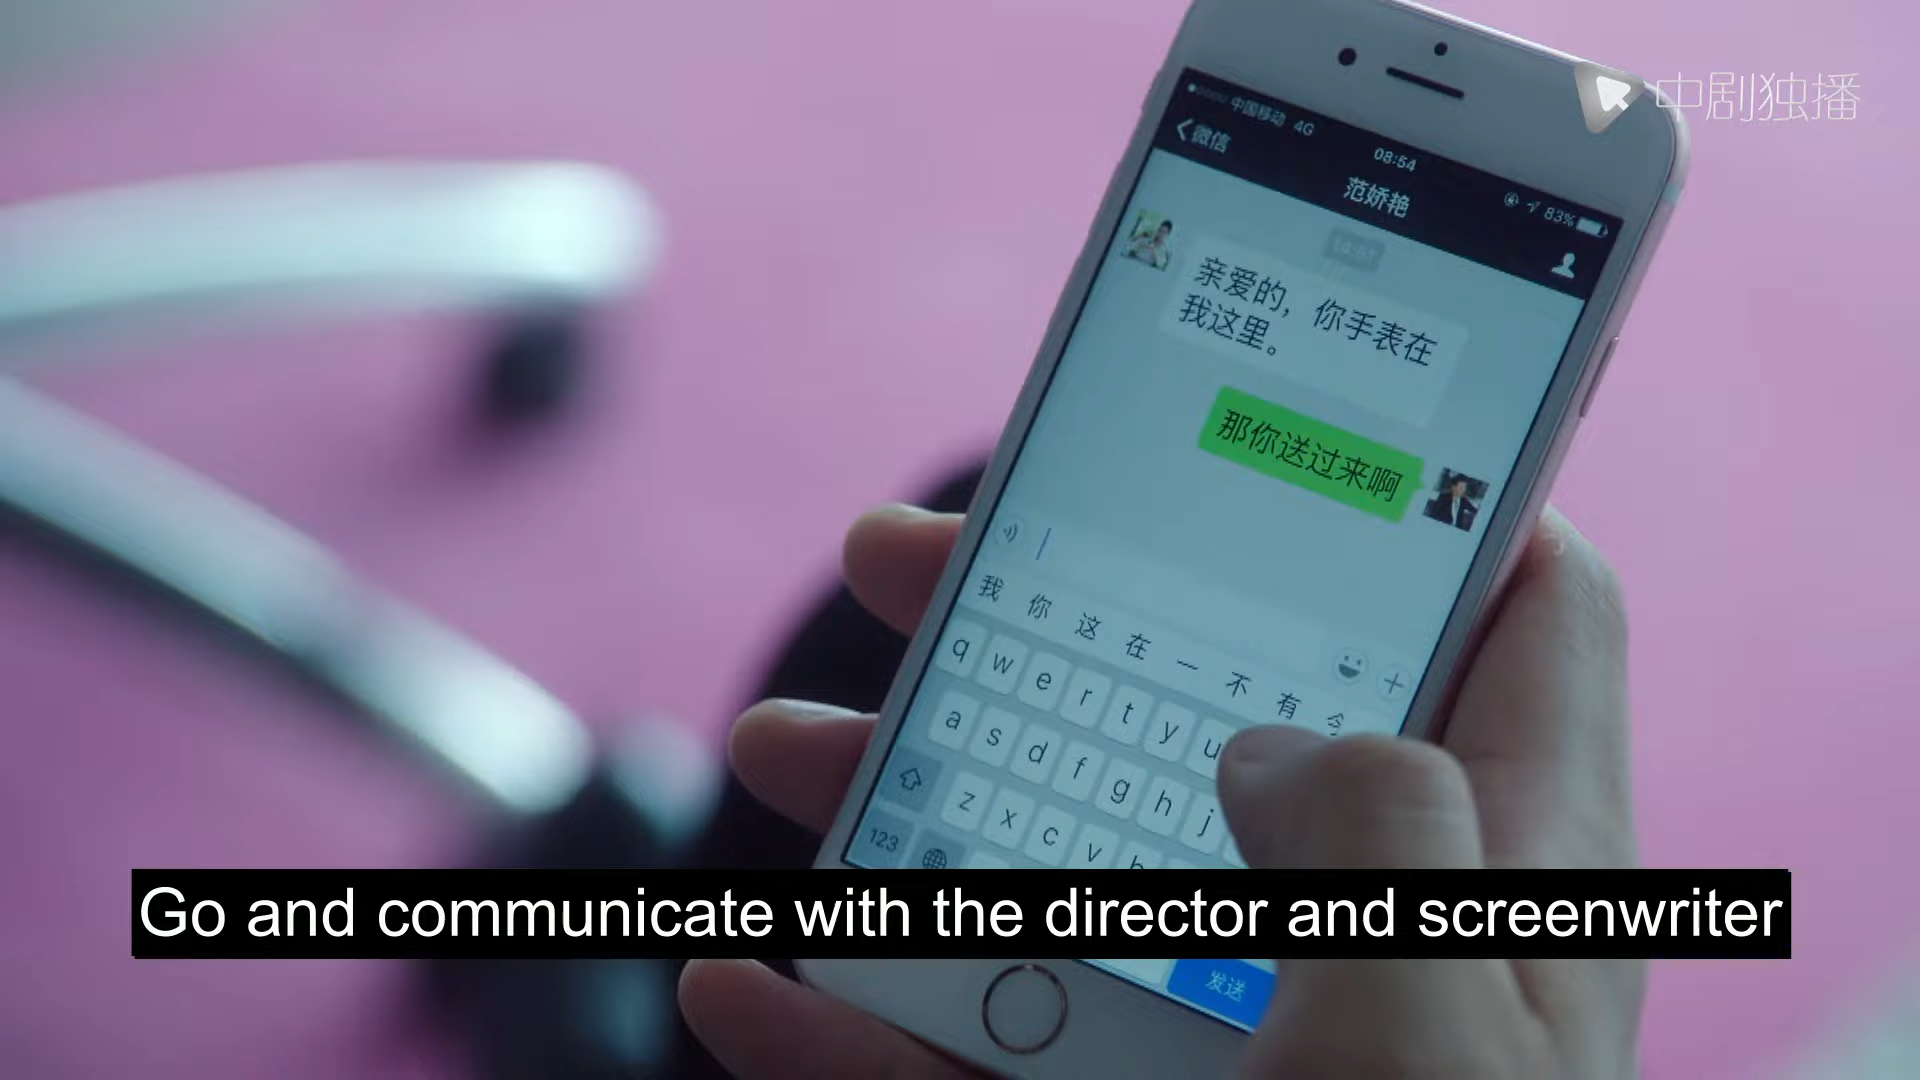 中剧独播
中国移动 4G
08:54
83%
微信
范娇艳
亲爱的，你手表在
我这里。
那你送过来啊
我 你 这 在 一 不 有 今
q w e r t y u
a s d f g h j
z x c v b
123
Go and communicate with the director and screenwriter
发送